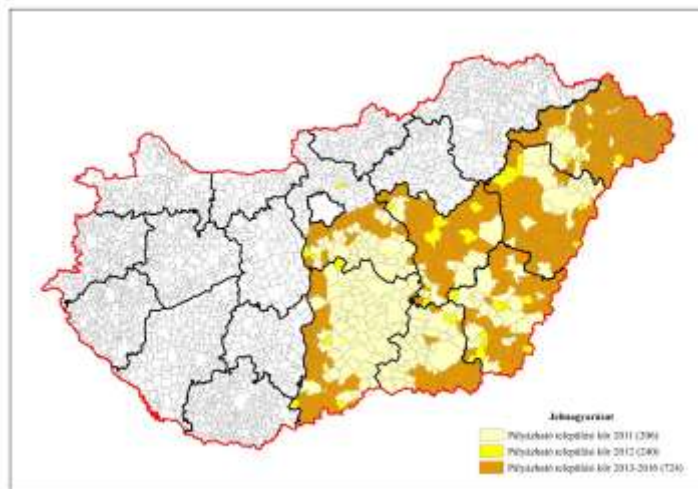 Jelmagyarázat
Pályázható települési kör 2011 (206)
Pályázható települési kör 2012 (240)
Pályázható települési kör 2013-2016 (724)